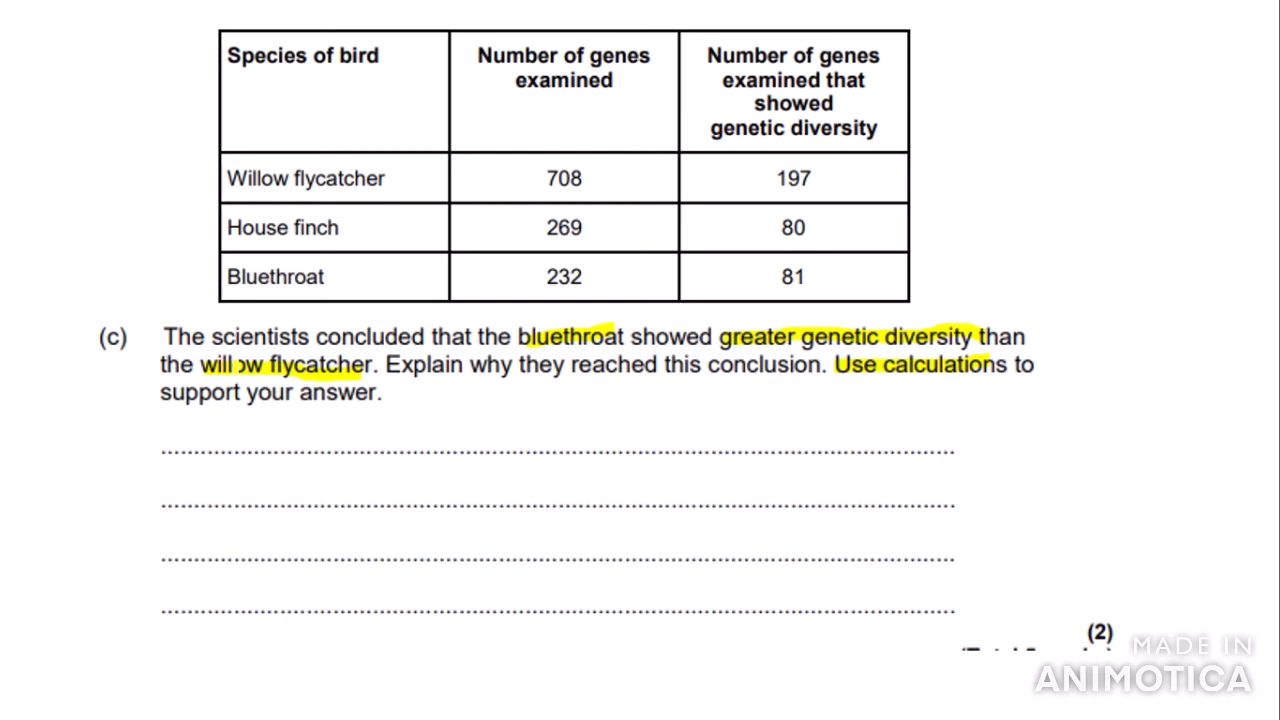 Species of bird
Number of genes
examined
Number of genes
examined that
showed
genetic diversity
Willow flycatcher 708 197
House finch 269 80
Bluethroat 232 81
(c) The scientists concluded that the bluethroat showed greater genetic diversity than
the willow flycatcher. Explain why they reached this conclusion. Use calculations to
support your answer.
(2)
MADE IN
ANIMOTICA